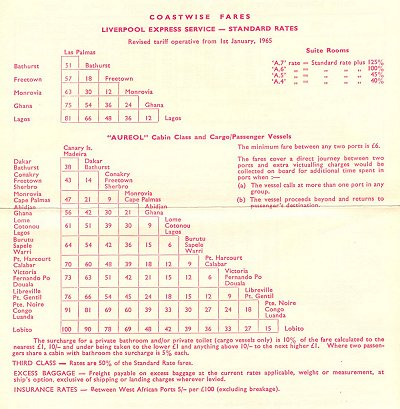 COASTWISE FARES
LIVERPOOL EXPRESS SERVICE — STANDARD RATES
Revised tariff operative from 1st January, 1965
Las Palmas
Suite Rooms
Bathurst 51 Bathurst
'A.7' rate = Standard rate plus 125%
'A.6' „ = „ „ „ 100%
Freetown 57 18 Freetown
'A.5' „ = „ „ „ 45%
'A.4' „ = „ „ „ 40%
Monrovia 63 30 12 Monrovia
Ghana 75 54 36 24 Ghana
Lagos 81 66 48 36 12 Lagos
"AUREOL" Cabin Class and Cargo/Passenger Vessels
Canary Is.
Madeira
Dakar
Bathurst 38 Dakar
Bathurst
Conakry
Freetown 43 14 Conakry
Freetown
Sherbro
Sherbro
Monrovia
Cape Palmas 47 21 9 Monrovia
Cape Palmas
Abidjan
Ghana 56 42 30 21 Abidjan
Ghana
Lome
Cotonou 61 51 39 30 9 Lome
Cotonou
Lagos
Lagos
Burutu
Sapele 64 54 42 36 15 6 Burutu
Sapele
Warri
Warri
Pt. Harcourt
Calabar 70 60 48 39 18 12 9 Pt. Harcourt
Calabar
Victoria
Fernando Po 73 63 51 42 21 15 12 6 Victoria
Fernando Po
Douala
Douala
Libreville
Pt. Gentil 76 66 54 45 24 18 15 12 9 Libreville
Pt. Gentil
Pte. Noire
Congo 91 81 69 60 39 33 30 27 24 18 Pte. Noire
Congo
Luanda
Luanda
Lobito 100 90 78 69 48 42 39 36 33 27 15 Lobito
The minimum fare between any two ports is £6.
The fares cover a direct journey between two
ports and extra victualling charges would be
collected on board for additional time spent in
port when :—
(a) The vessel calls at more than one port in any
group.
(b) The vessel proceeds beyond and returns to
passenger's destination.
The surcharge for a private bathroom and/or private toilet (cargo vessels only) is 10% of the fare calculated to the
nearest £1, 10/- and under being taken to the lower £1 and anything above 10/- to the next higher £1. Where two passen-
gers share a cabin with bathroom the surcharge is 5% each.
THIRD CLASS — Rates are 50% of the Standard Rate fares.
EXCESS BAGGAGE — Freight payable on excess baggage at the current rates applicable, weight or measurement, at
ship's option, exclusive of shipping or landing charges wherever levied.
INSURANCE RATES — Between West African Ports 5/- per £100 (excluding breakage).